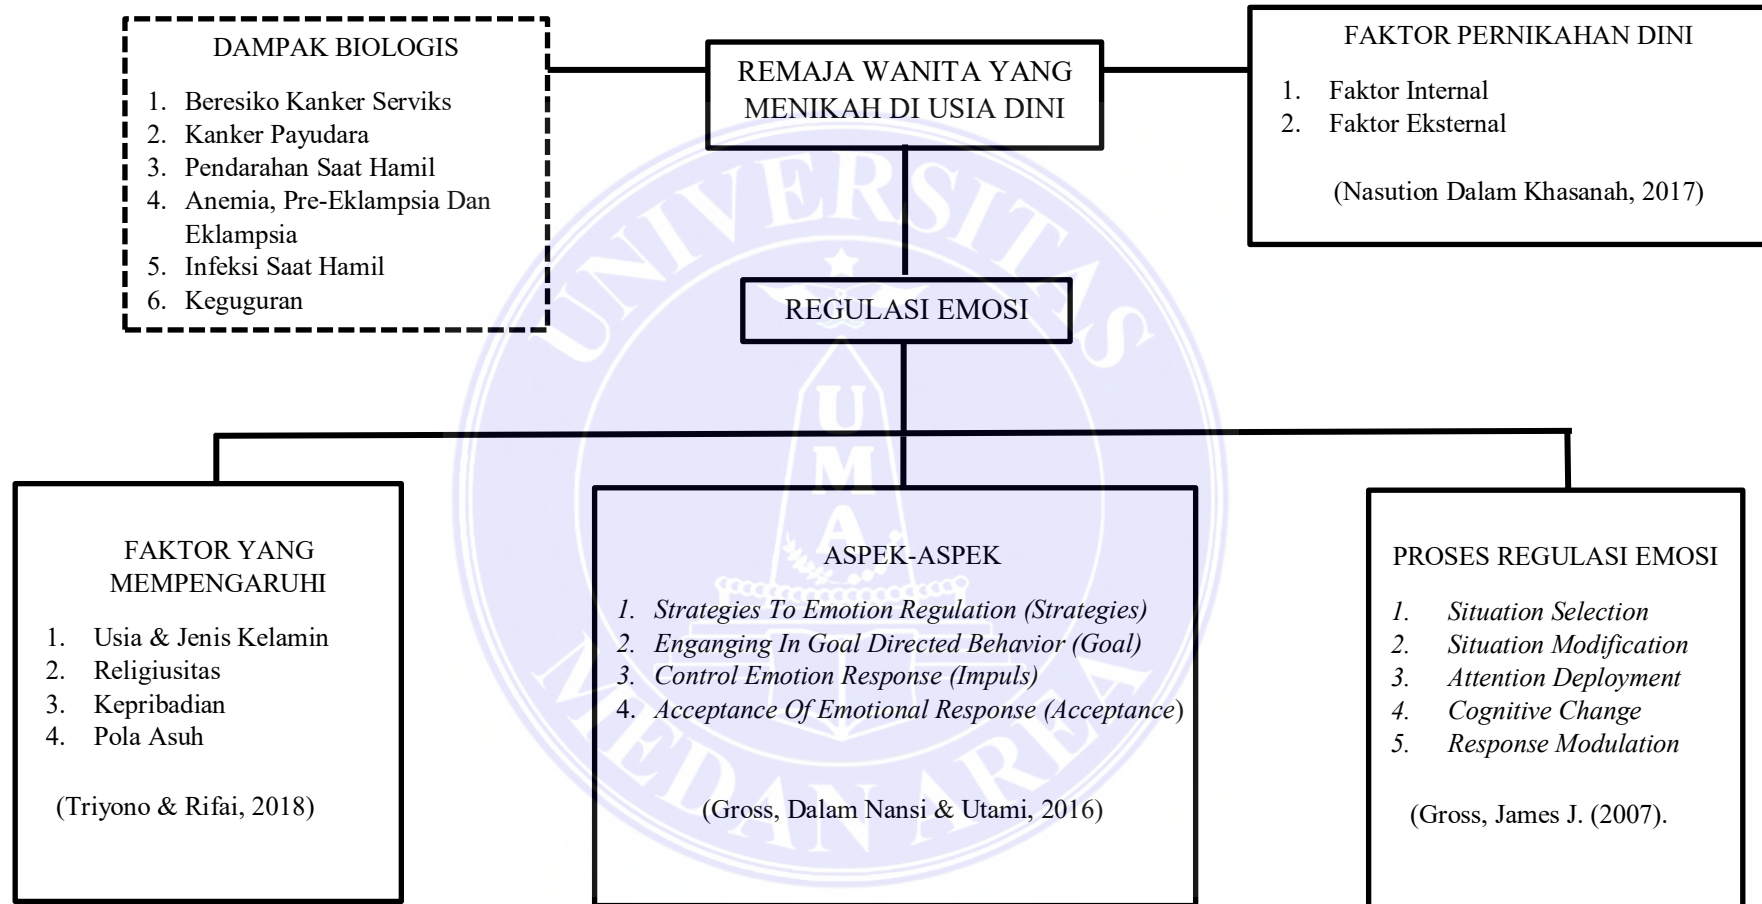 DAMPAK BIOLOGIS
1. Beresiko Kanker Serviks
2. Kanker Payudara
3. Pendarahan Saat Hamil
4. Anemia, Pre-Eklampsia Dan
Eklampsia
5. Infeksi Saat Hamil
6. Keguguran
REMAJA WANITA YANG
MENIKAH DI USIA DINI
FAKTOR PERNIKAHAN DINI
1. Faktor Internal
2. Faktor Eksternal
(Nasution Dalam Khasanah, 2017)
REGULASI EMOSI
FAKTOR YANG
MEMPENGARUHI
1. Usia & Jenis Kelamin
2. Religiusitas
3. Kepribadian
4. Pola Asuh
(Triyono & Rifai, 2018)
ASPEK-ASPEK
1. Strategies To Emotion Regulation (Strategies)
2. Enganging In Goal Directed Behavior (Goal)
3. Control Emotion Response (Impuls)
4. Acceptance Of Emotional Response (Acceptance)
(Gross, Dalam Nansi & Utami, 2016)
PROSES REGULASI EMOSI
1. Situation Selection
2. Situation Modification
3. Attention Deployment
4. Cognitive Change
5. Response Modulation
(Gross, James J. (2007).
UNIVERSITAS
UMA
MEDAN AREA